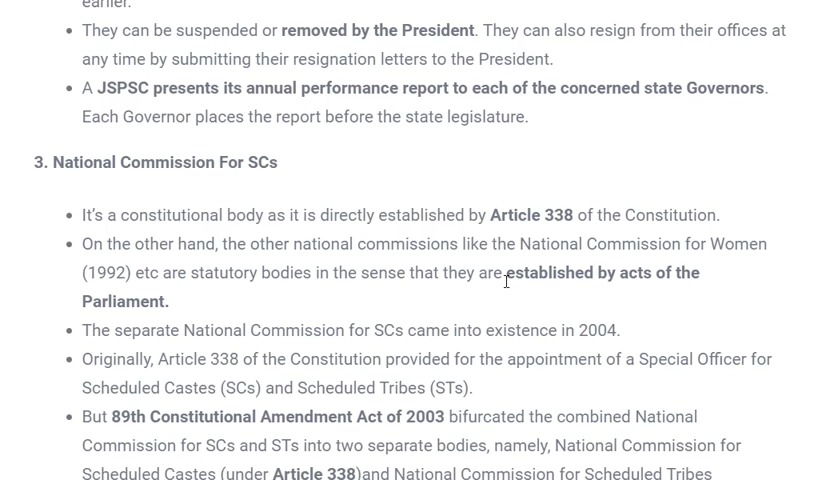 earlier.
• They can be suspended or removed by the President. They can also resign from their offices at
any time by submitting their resignation letters to the President.
• A JSPSC presents its annual performance report to each of the concerned state Governors.
Each Governor places the report before the state legislature.
3. National Commission For SCs
• It’s a constitutional body as it is directly established by Article 338 of the Constitution.
• On the other hand, the other national commissions like the National Commission for Women
(1992) etc are statutory bodies in the sense that they are established by acts of the
Parliament.
• The separate National Commission for SCs came into existence in 2004.
• Originally, Article 338 of the Constitution provided for the appointment of a Special Officer for
Scheduled Castes (SCs) and Scheduled Tribes (STs).
• But 89th Constitutional Amendment Act of 2003 bifurcated the combined National
Commission for SCs and STs into two separate bodies, namely, National Commission for
Scheduled Castes (under Article 338)and National Commission for Scheduled Tribes